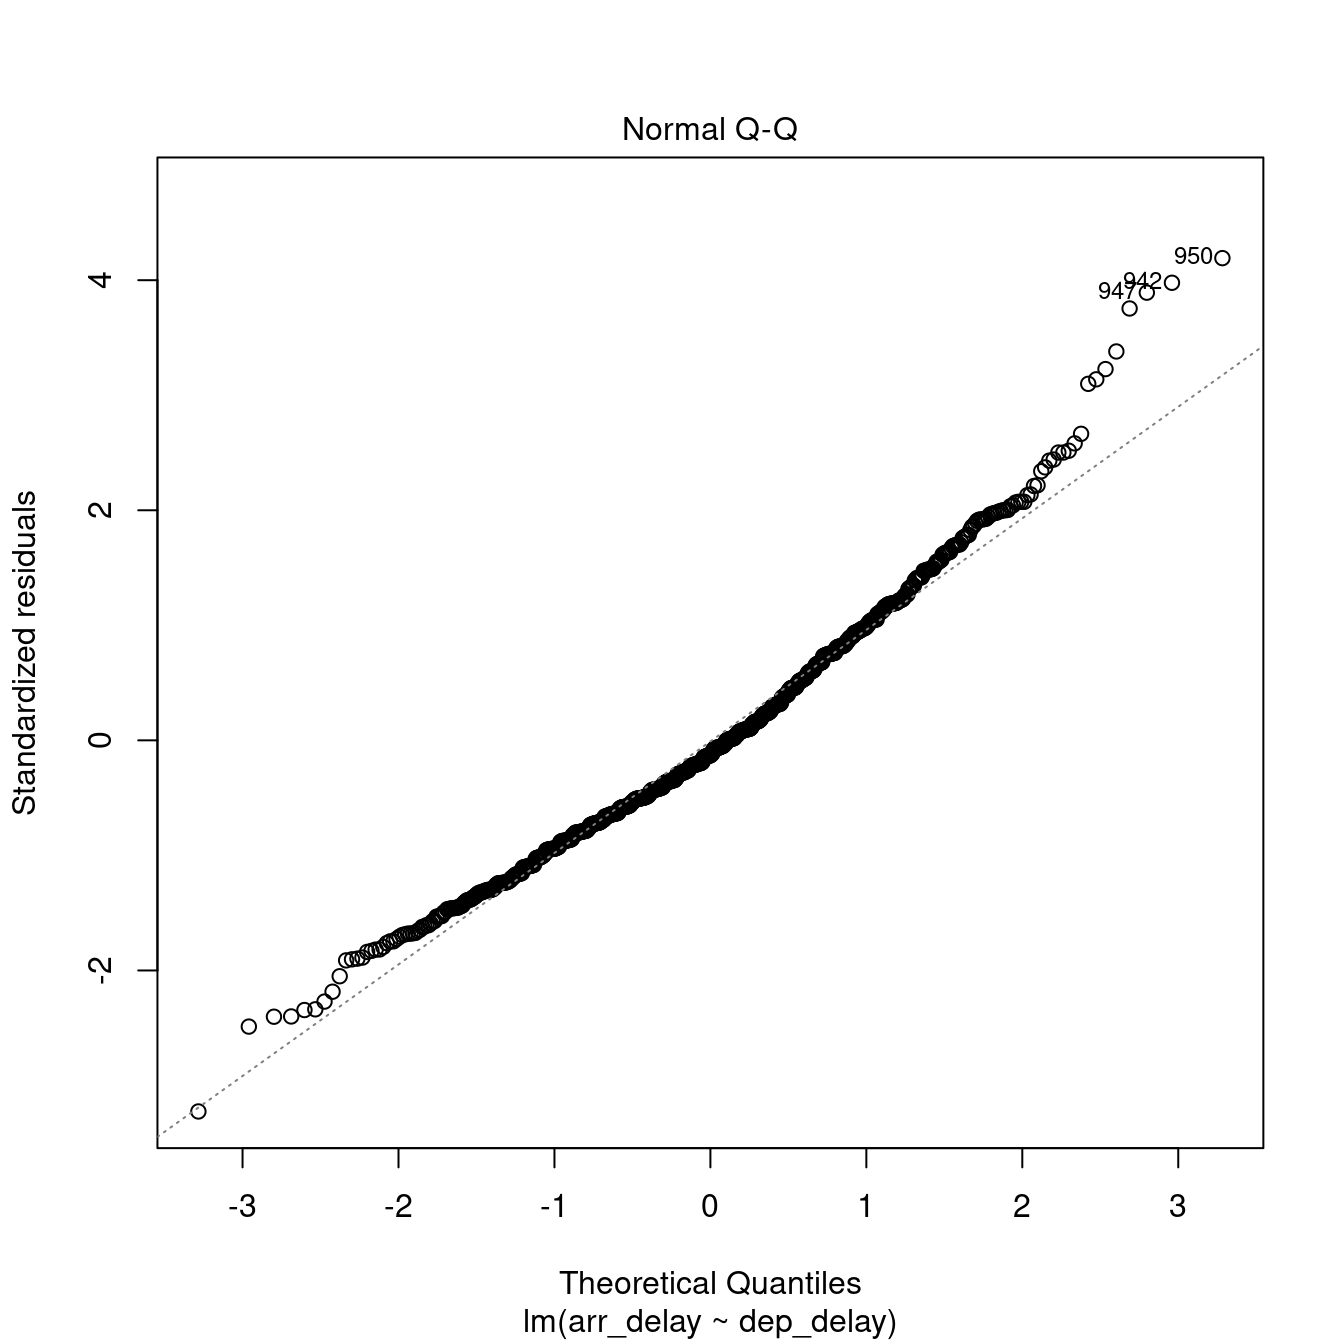 Normal Q-Q
Standardized residuals
4
2
0
-2
950
942
947
-3 -2 -1 0 1 2 3
Theoretical Quantiles
lm(arr_delay ~ dep_delay)